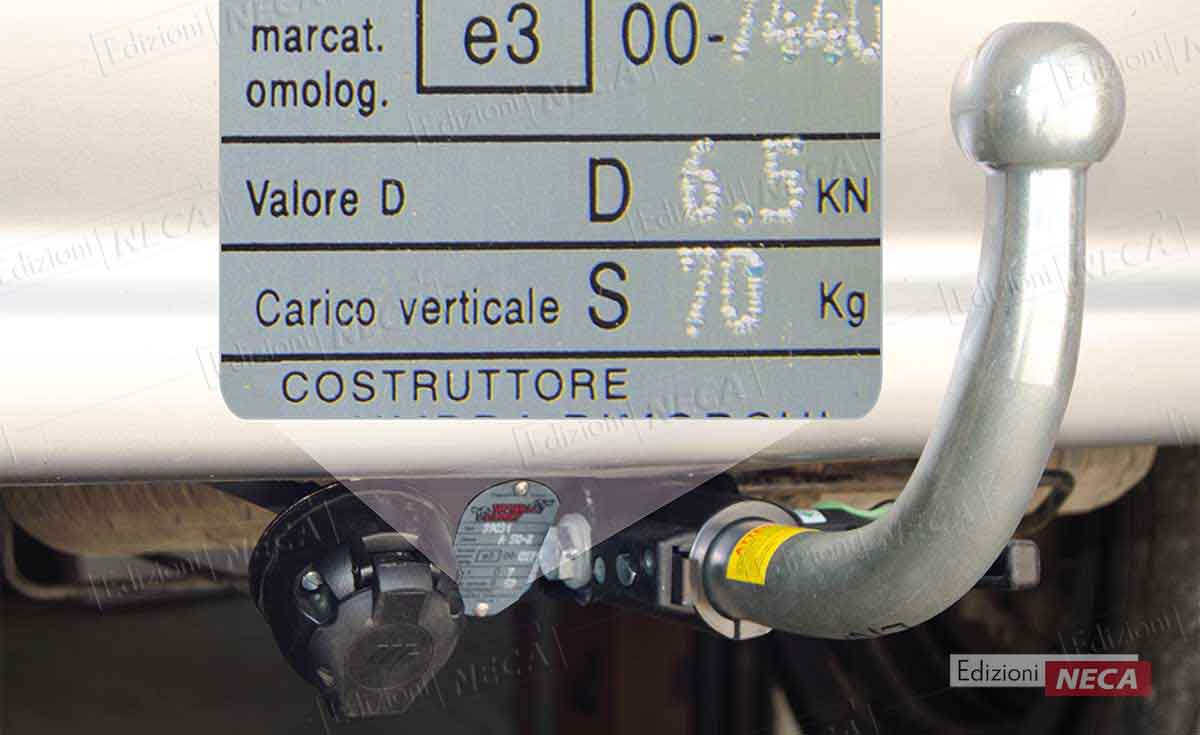 marcat. e3 00-
omolog.
Valore D D 6.5 KN
Carico verticale S 70 Kg
COSTRUTTORE
Edizioni NECA